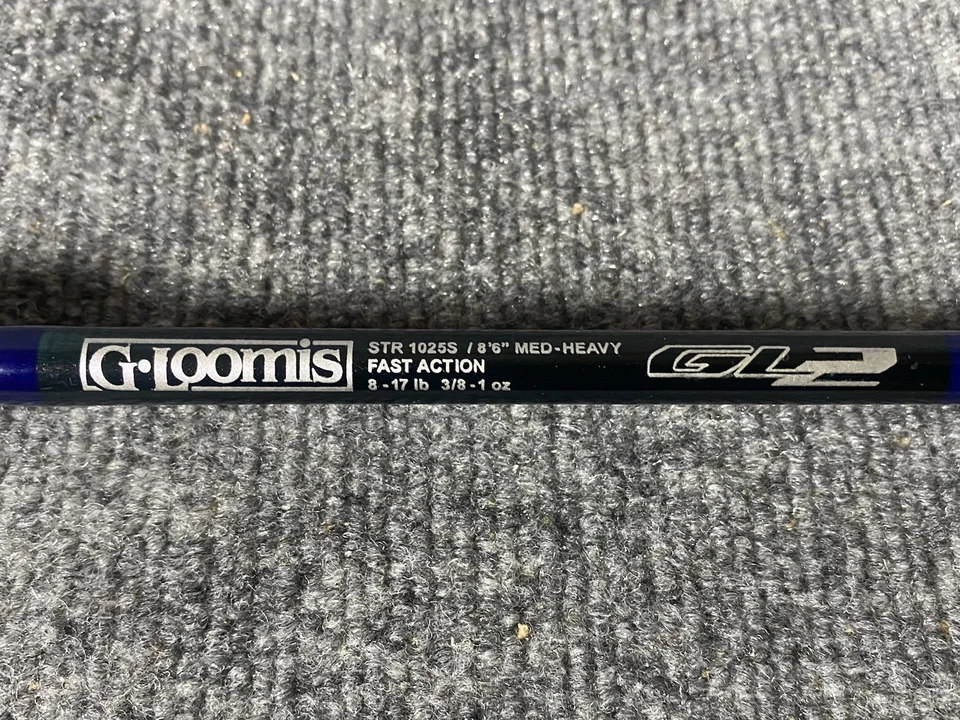 G·Loomis
STR 1025S / 8'6" MED-HEAVY
FAST ACTION
8-17 lb 3/8-1 oz
GL2